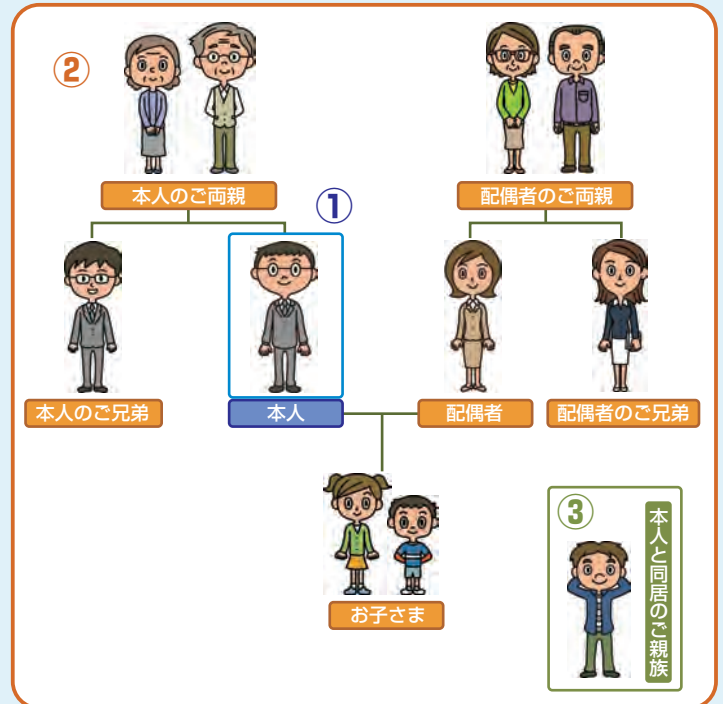 ②
本人のご両親
配偶者のご両親
①
本人のご兄弟
本人
配偶者
配偶者のご兄弟
お子さま
③
本人と同居のご親族